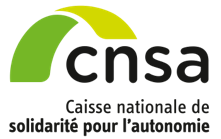 cnsa
Caisse nationale de
solidarité pour l'autonomie